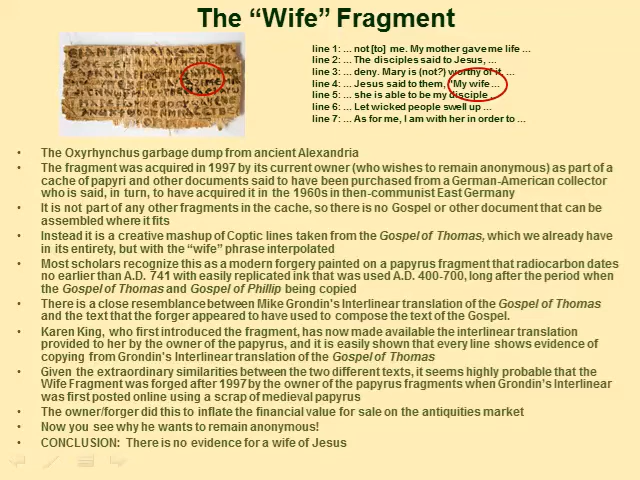 The “Wife” Fragment
line 1: ... not [to] me. My mother gave me life ...
line 2: ... The disciples said to Jesus, ...
line 3: ... deny. Mary is (not?) worthy of it, ...
line 4: ... Jesus said to them, "My wife ...
line 5: ... she is able to be my disciple ...
line 6: ... Let wicked people swell up ...
line 7: ... As for me, I am with her in order to ...
• The Oxyrhynchus garbage dump from ancient Alexandria
• The fragment was acquired in 1997 by its current owner (who wishes to remain anonymous) as part of a
cache of papyri and other documents said to have been purchased from a German-American collector
who is said, in turn, to have acquired it in the 1960s in then-communist East Germany
• It is not part of any other fragments in the cache, so there is no Gospel or other document that can be
assembled where it fits
• Instead it is a creative mashup of Coptic lines taken from the Gospel of Thomas, which we already have
in its entirety, but with the “wife” phrase interpolated
• Most scholars recognize this as a modern forgery painted on a papyrus fragment that radiocarbon dates
no earlier than A.D. 741 with easily replicated ink that was used A.D. 400-700, long after the period when
the Gospel of Thomas and Gospel of Phillip being copied
• There is a close resemblance between Mike Grondin's Interlinear translation of the Gospel of Thomas
and the text that the forger appeared to have used to compose the text of the Gospel.
• Karen King, who first introduced the fragment, has now made available the interlinear translation
provided to her by the owner of the papyrus, and it is easily shown that every line shows evidence of
copying from Grondin's Interlinear translation of the Gospel of Thomas
• Given the extraordinary similarities between the two different texts, it seems highly probable that the
Wife Fragment was forged after 1997 by the owner of the papyrus fragments when Grondin's Interlinear
was first posted online using a scrap of medieval papyrus
• The owner/forger did this to inflate the financial value for sale on the antiquities market
• Now you see why he wants to remain anonymous!
• CONCLUSION: There is no evidence for a wife of Jesus